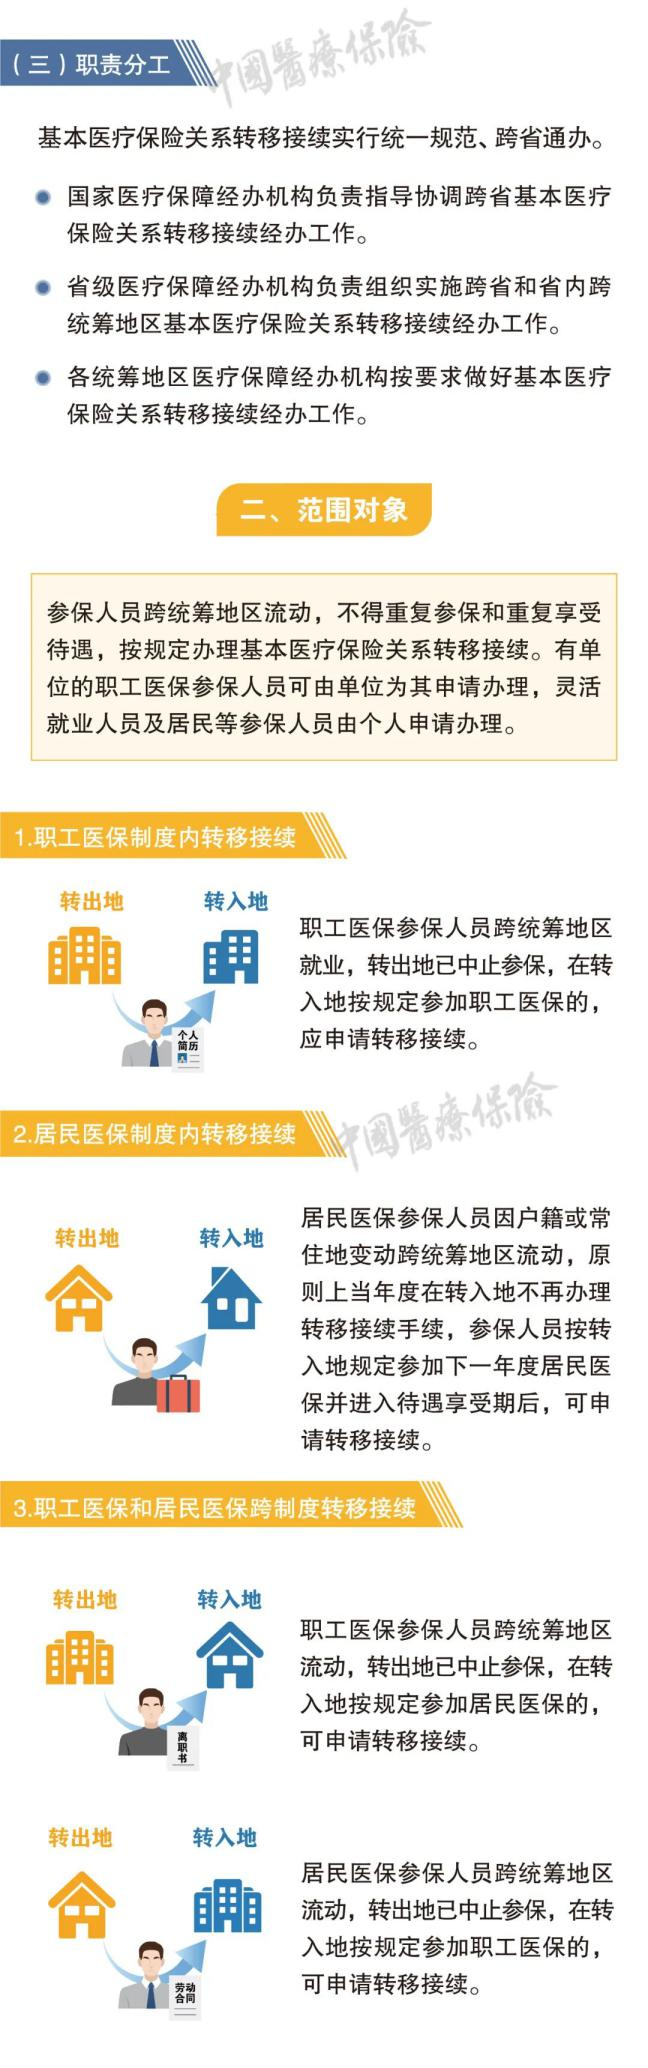 （三）职责分工
中國醫療保險
基本医疗保险关系转移接续实行统一规范、跨省通办。
国家医疗保障经办机构负责指导协调跨省基本医疗
保险关系转移接续经办工作。
省级医疗保障经办机构负责组织实施跨省和省内跨
统筹地区基本医疗保险关系转移接续经办工作。
各统筹地区医疗保障经办机构按要求做好基本医疗
保险关系转移接续经办工作。
二、范围对象
参保人员跨统筹地区流动，不得重复参保和重复享受
待遇，按规定办理基本医疗保险关系转移接续。有单
位的职工医保参保人员可由单位为其申请办理，灵活
就业人员及居民等参保人员由个人申请办理。
1.职工医保制度内转移接续
转出地 转入地
个人
简历
职工医保参保人员跨统筹地区
就业，转出地已中止参保，在转
入地按规定参加职工医保的，
应申请转移接续。
2.居民医保制度内转移接续
中國醫療保險
转出地 转入地
居民医保参保人员因户籍或常
住地变动跨统筹地区流动，原
则上当年度在转入地不再办理
转移接续手续，参保人员按转
入地规定参加下一年度居民医
保并进入待遇享受期后，可申
请转移接续。
3.职工医保和居民医保跨制度转移接续
转出地 转入地
离
职
书
职工医保参保人员跨统筹地区
流动，转出地已中止参保，在转
入地按规定参加居民医保的，
可申请转移接续。
转出地 转入地
劳动
合同
居民医保参保人员跨统筹地区
流动，转出地已中止参保，在转
入地按规定参加职工医保的，
可申请转移接续。